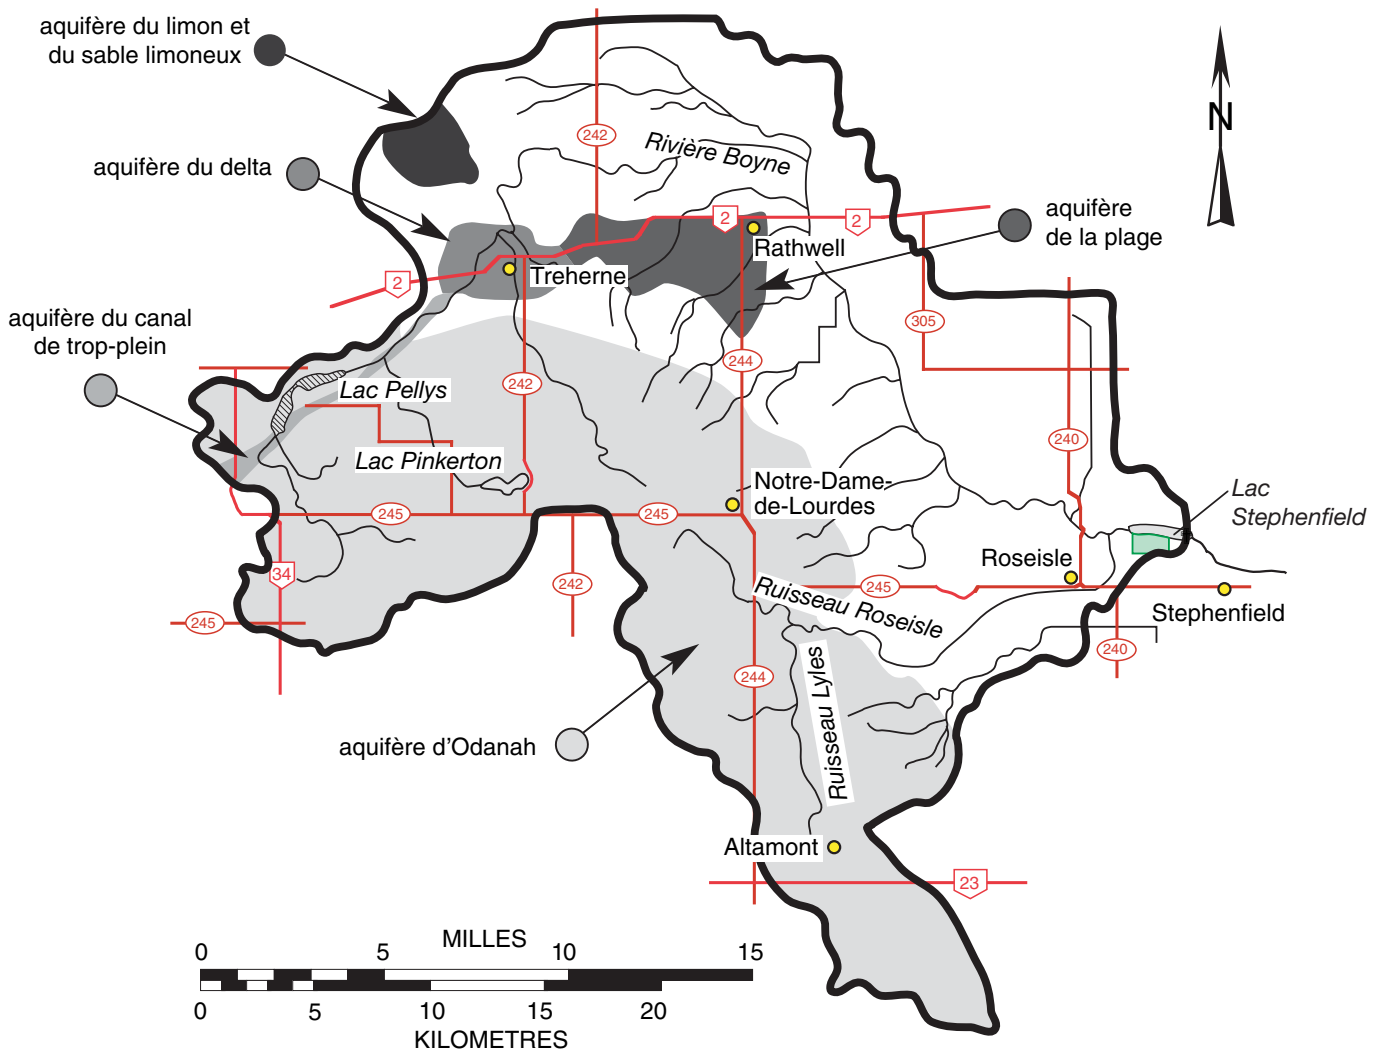 aquifère du limon et
du sable limoneux
N
242
Rivière Boyne
aquifère du delta
2
2
aquifère
de la plage
Rathwell
Treherne
2
aquifère du canal
de trop-plein
305
244
242
Lac Pellys
240
Lac Pinkerton
Notre-Dame-
de-Lourdes
Lac
Stephenfield
245
245
Roseisle
34
242
245
Ruisseau Roseisle
Stephenfield
245
240
244
Ruisseau Lyles
aquifère d'Odanah
Altamont
23
MILLES
0 5 10 15
0 5 10 15 20
KILOMETRES